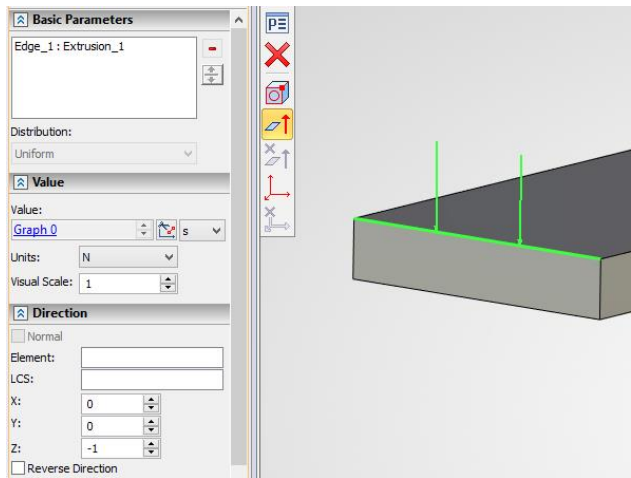 Basic Parameters
Edge_1 : Extrusion_1
Distribution:
Uniform
Value
Value:
Graph 0 s
Units: N
Visual Scale: 1
Direction
Normal
Element:
LCS:
X: 0
Y: 0
Z: -1
Reverse Direction
PE